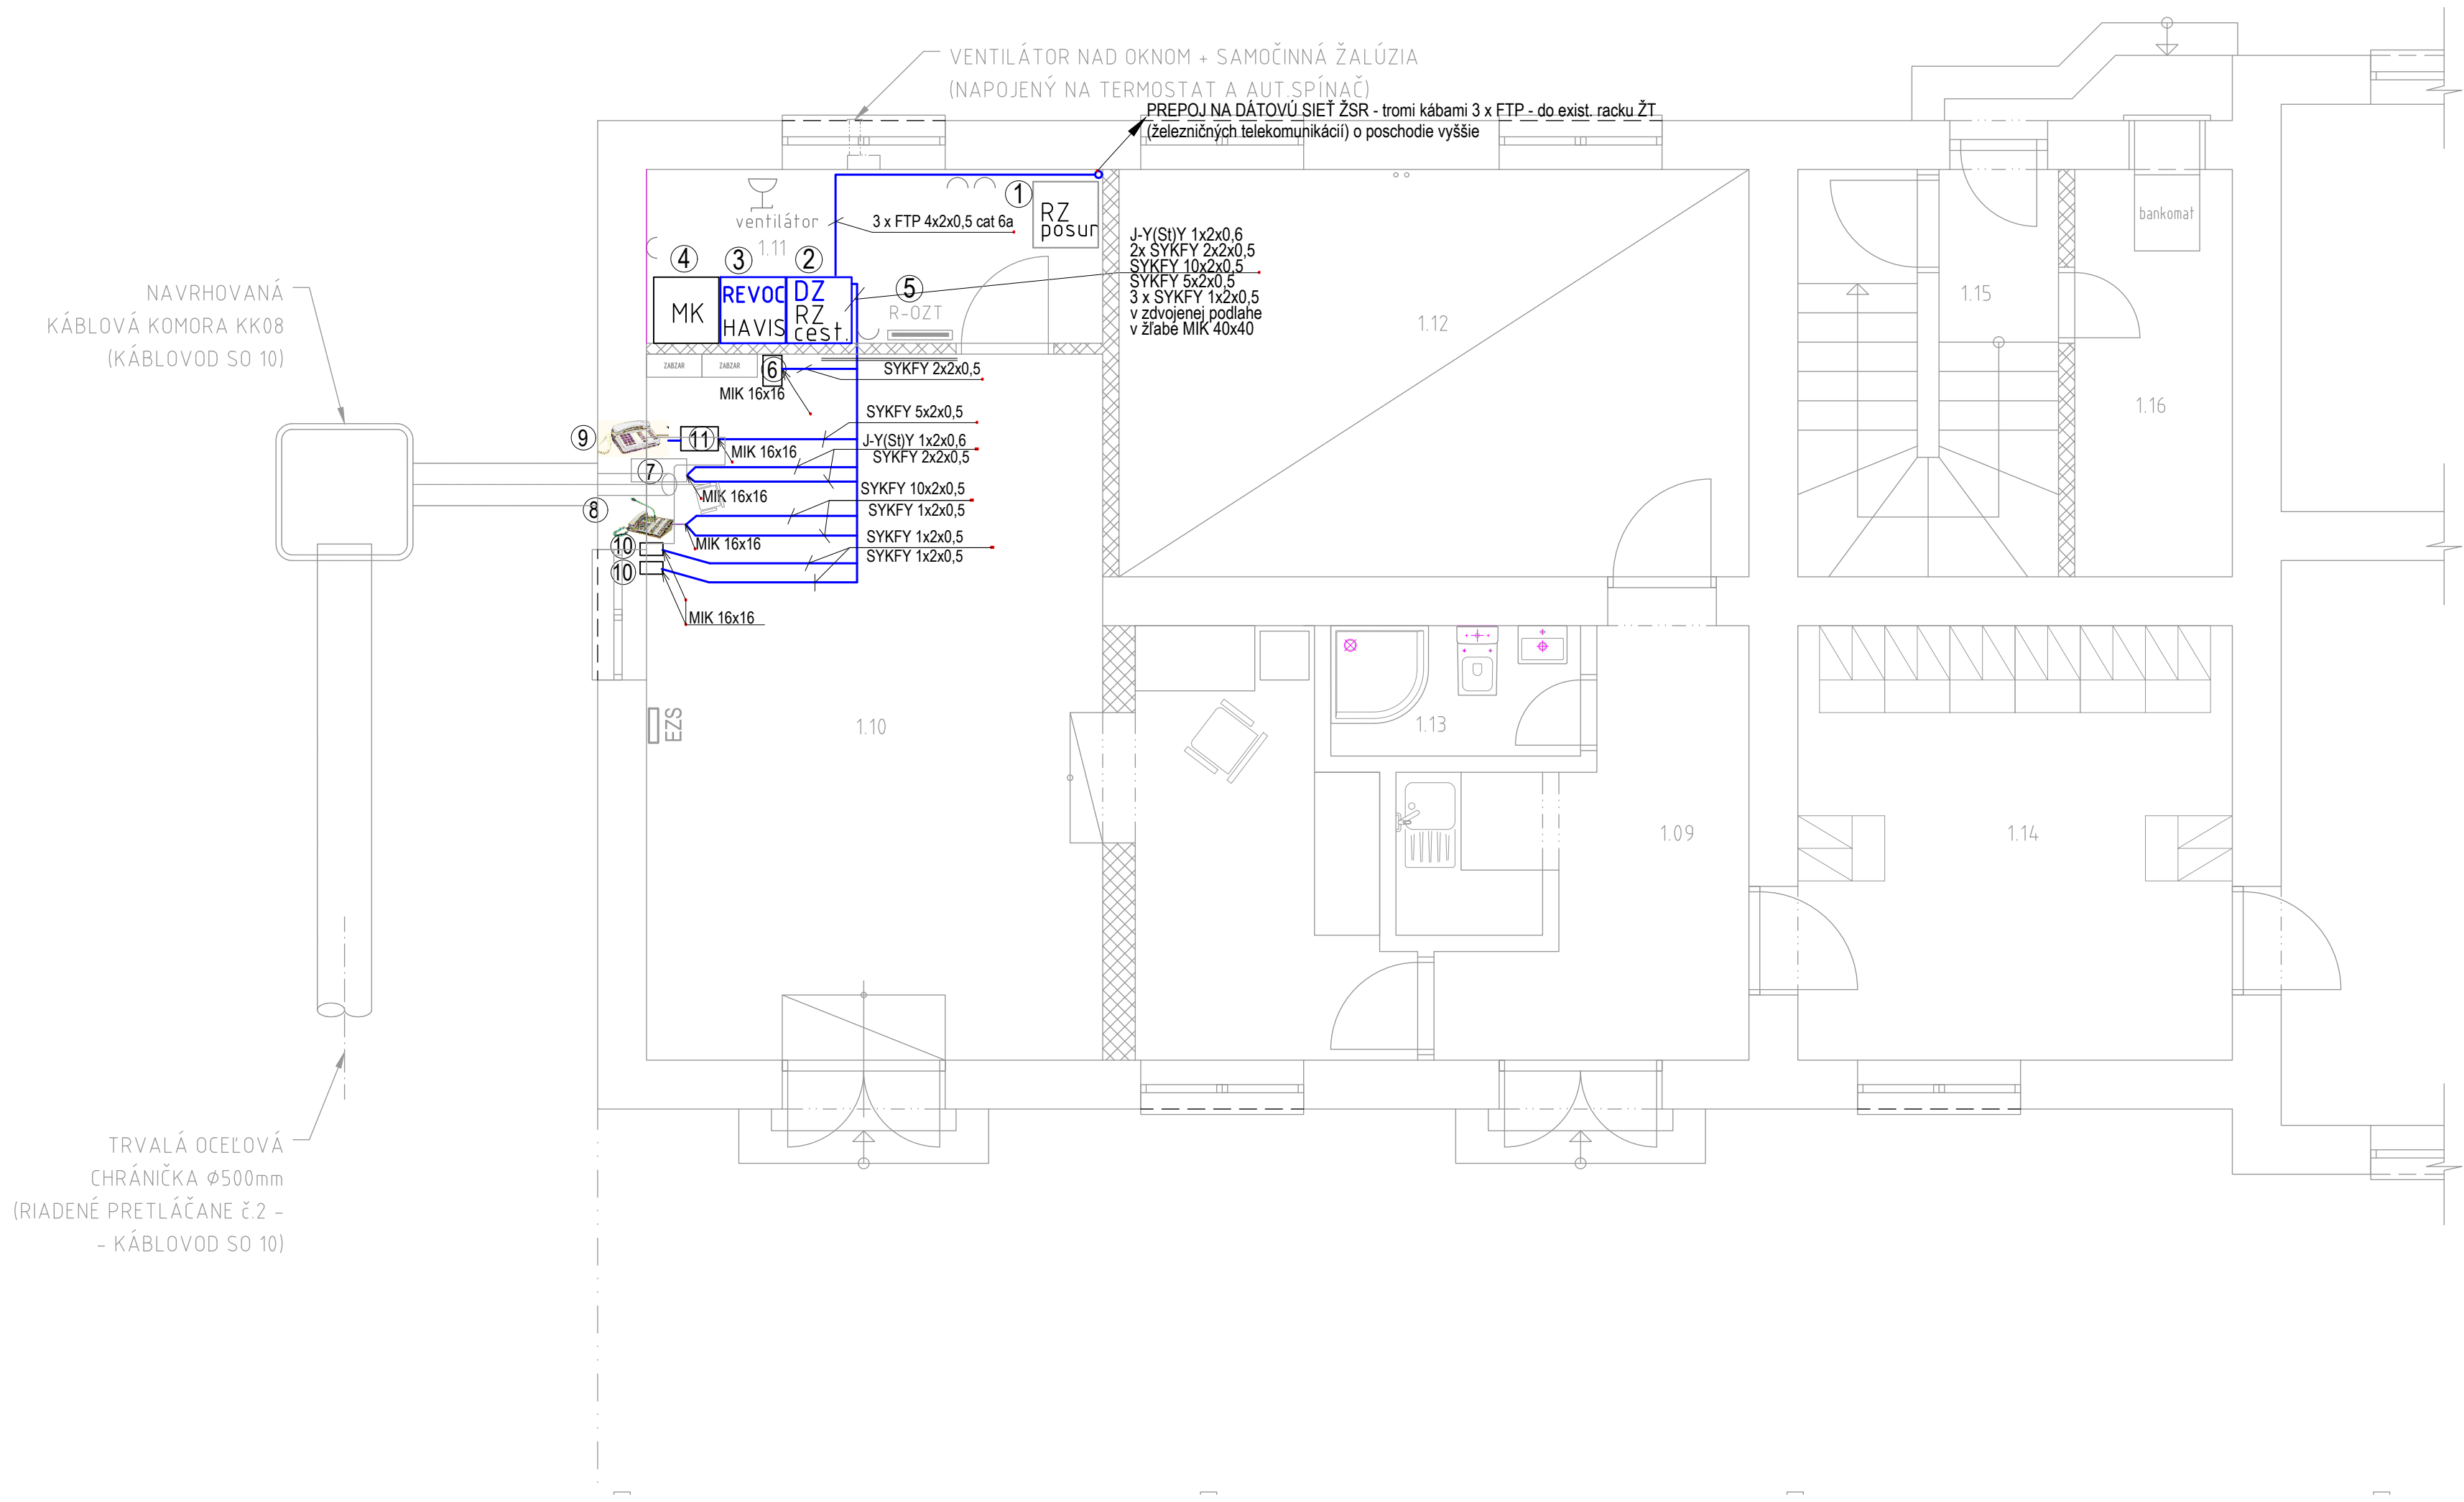 VENTILÁTOR NAD OKNOM + SAMOČINNÁ ŽALÚZIA
(NAPOJENÝ NA TERMOSTAT A AUT.SPÍNAČ)
PREPOJ NA DÁTOVÚ SIEŤ ŽSR - tromi kábami 3 x FTP - do exist. racku ŽT
(železničných telekomunikácií) o poschodie vyššie
1
RZ
posun
ventilátor
1.11
3 x FTP 4x2x0,5 cat 6a
4
3
2
5
MK
REVOC
HAVIS
DZ
RZ
cest.
R-OZT
J-Y(St)Y 1x2x0,6
2x SYKFY 2x2x0,5
SYKFY 10x2x0,5
SYKFY 5x2x0,5
3 x SYKFY 1x2x0,5
v zdvojenej podlahe
v žľabe MIK 40x40
bankomat
1.15
1.12
1.16
NAVRHOVANÁ
KÁBLOVÁ KOMORA KK08
(KÁBLOVOD SO 10)
ZABZAR
ZABZAR
6
SYKFY 2x2x0,5
MIK 16x16
SYKFY 5x2x0,5
9
11
J-Y(St)Y 1x2x0,6
MIK 16x16
SYKFY 2x2x0,5
7
SYKFY 10x2x0,5
MIK 16x16
8
SYKFY 1x2x0,5
SYKFY 1x2x0,5
MIK 16x16
10
SYKFY 1x2x0,5
10
MIK 16x16
EZS
1.10
1.13
1.09
1.14
TRVALÁ OCEĽOVÁ
CHRÁNIČKA Ø500mm
(RIADENÉ PRETLÁČANE č.2 -
- KÁBLOVOD SO 10)